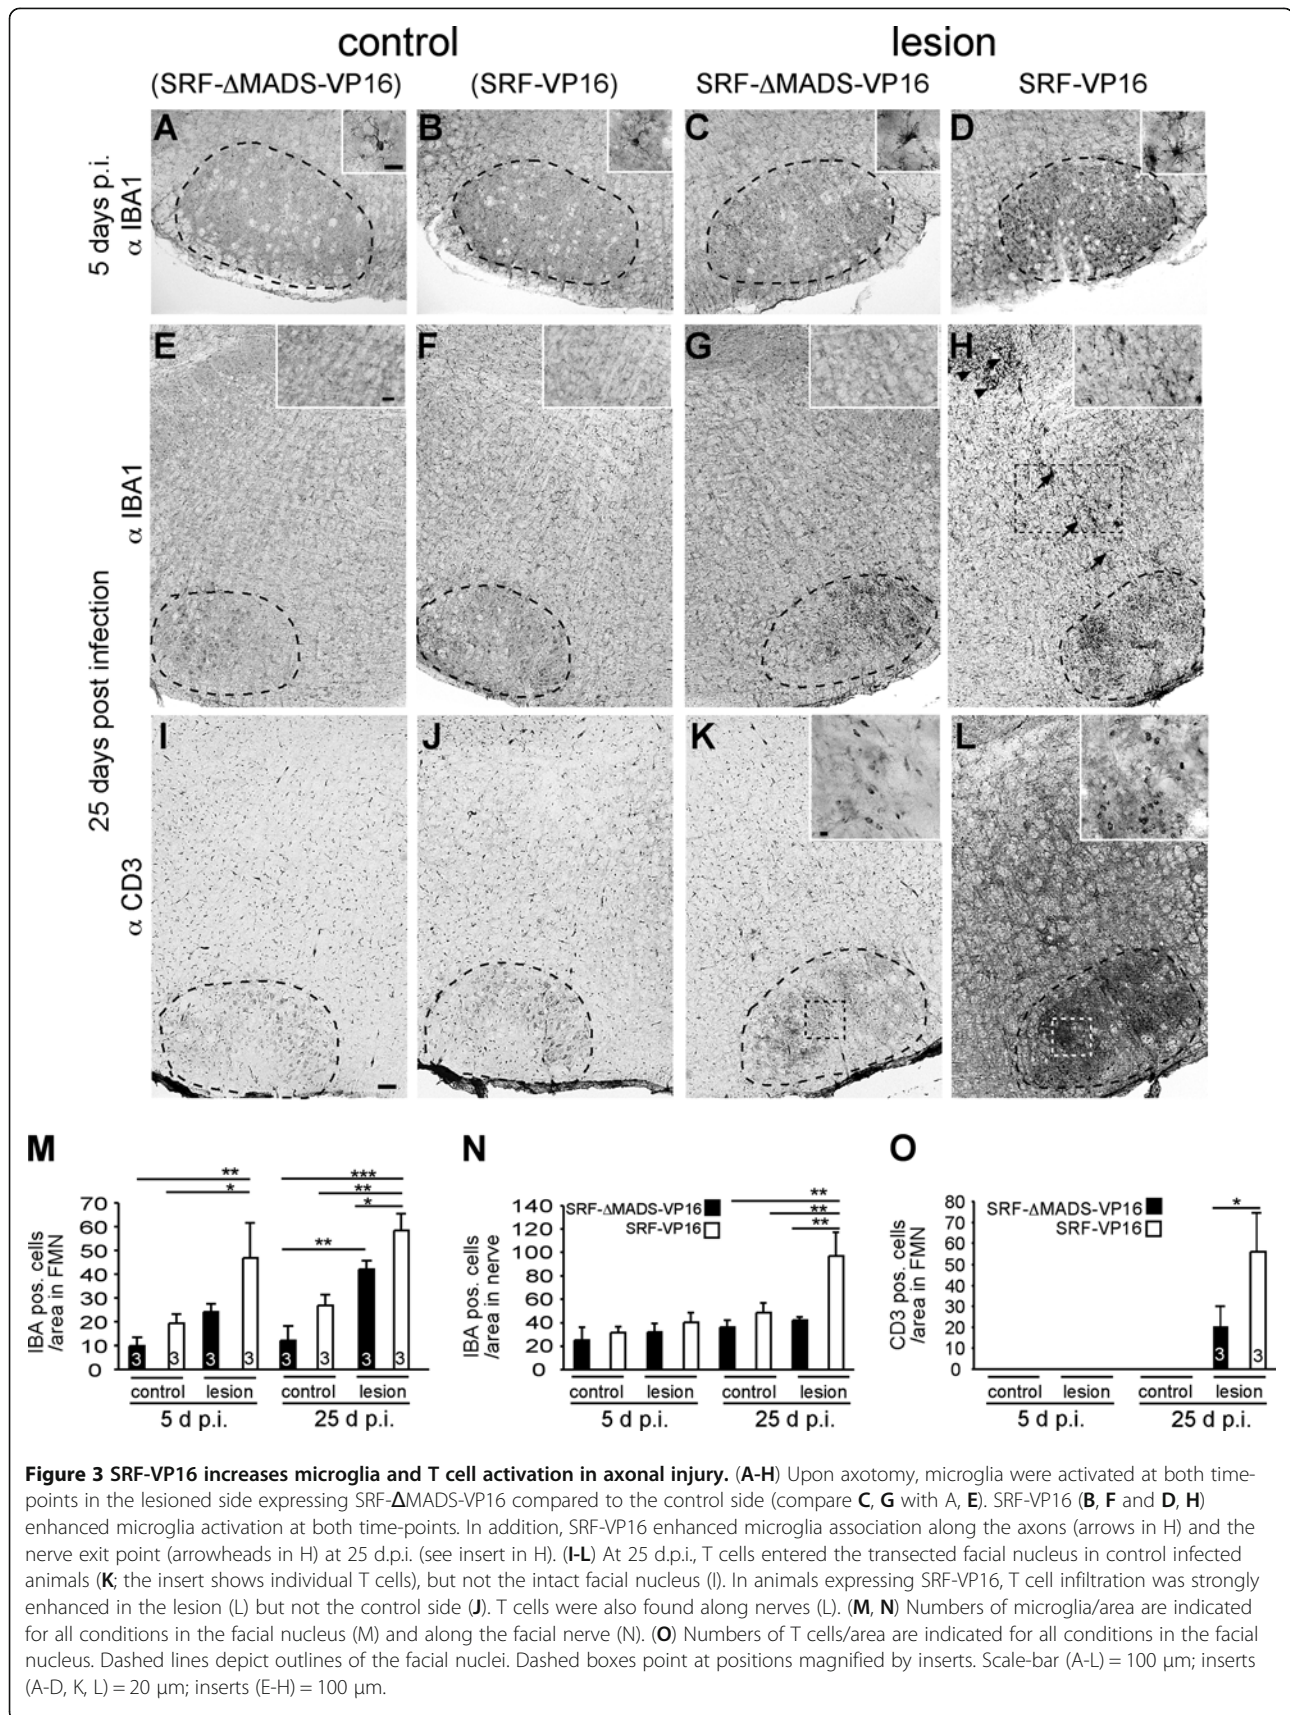 control lesion
(SRF-ΔMADS-VP16) (SRF-VP16) SRF-ΔMADS-VP16 SRF-VP16
5 days p.i.
α IBA1
A B C D
25 days post infection
α IBA1
E F G H
α CD3
I J K L
M
IBA pos. cells
/area in FMN
70
60
50
40
30
20
10
0
** * *** ** * **
3 3 3 3 3 3 3 3
control lesion control lesion
5 d p.i. 25 d p.i.
N
IBA pos. cells
/area in nerve
140
120
100
80
60
40
20
0
SRF-ΔMADS-VP16
SRF-VP16
** ** **
control lesion control lesion
5 d p.i. 25 d p.i.
O
CD3 pos. cells
/area in FMN
80
70
60
50
40
30
20
10
0
SRF-ΔMADS-VP16
SRF-VP16
*
3 3
control lesion control lesion
5 d p.i. 25 d p.i.
Figure 3 SRF-VP16 increases microglia and T cell activation in axonal injury. (A-H) Upon axotomy, microglia were activated at both time-
points in the lesioned side expressing SRF-ΔMADS-VP16 compared to the control side (compare C, G with A, E). SRF-VP16 (B, F and D, H)
enhanced microglia activation at both time-points. In addition, SRF-VP16 enhanced microglia association along the axons (arrows in H) and the
nerve exit point (arrowheads in H) at 25 d.p.i. (see insert in H). (I-L) At 25 d.p.i., T cells entered the transected facial nucleus in control infected
animals (K; the insert shows individual T cells), but not the intact facial nucleus (I). In animals expressing SRF-VP16, T cell infiltration was strongly
enhanced in the lesion (L) but not the control side (J). T cells were also found along nerves (L). (M, N) Numbers of microglia/area are indicated
for all conditions in the facial nucleus (M) and along the facial nerve (N). (O) Numbers of T cells/area are indicated for all conditions in the facial
nucleus. Dashed lines depict outlines of the facial nuclei. Dashed boxes point at positions magnified by inserts. Scale-bar (A-L) = 100 μm; inserts
(A-D, K, L) = 20 μm; inserts (E-H) = 100 μm.